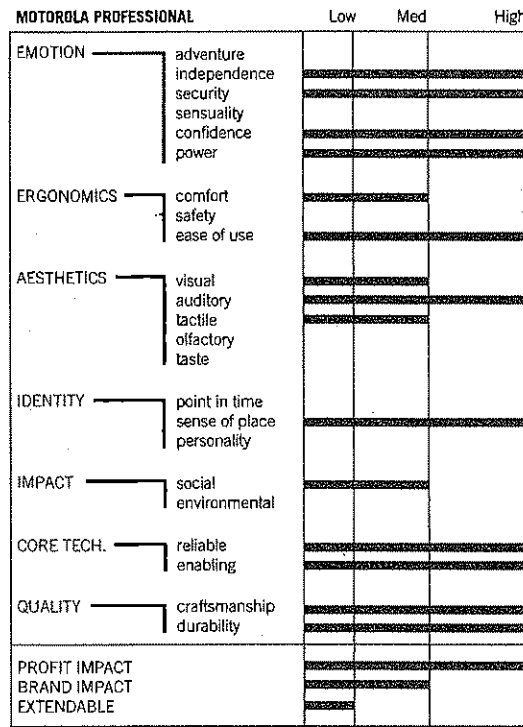 MOTOROLA PROFESSIONAL Low Med High
EMOTION adventure
independence
security
sensuality
confidence
power
ERGONOMICS comfort
safety
ease of use
AESTHETICS visual
auditory
tactile
olfactory
taste
IDENTITY point in time
sense of place
personality
IMPACT social
environmental
CORE TECH. reliable
enabling
QUALITY craftsmanship
durability
PROFIT IMPACT
BRAND IMPACT
EXTENDABLE